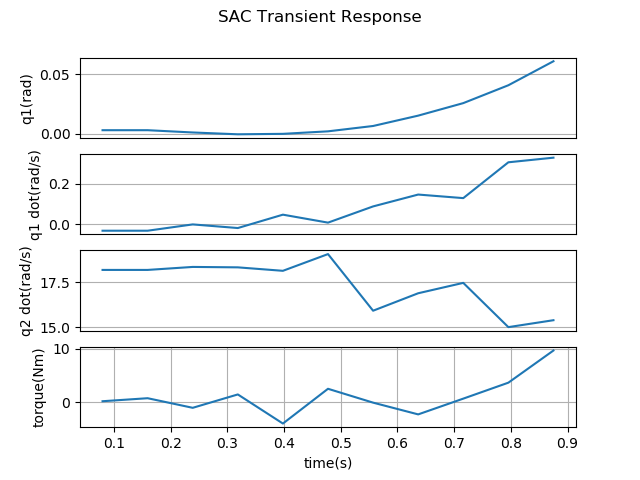 SAC Transient Response
q1(rad)
0.05
0.00
q1 dot(rad/s)
0.2
0.0
q2 dot(rad/s)
17.5
15.0
torque(Nm)
10
0
0.1 0.2 0.3 0.4 0.5 0.6 0.7 0.8 0.9
time(s)